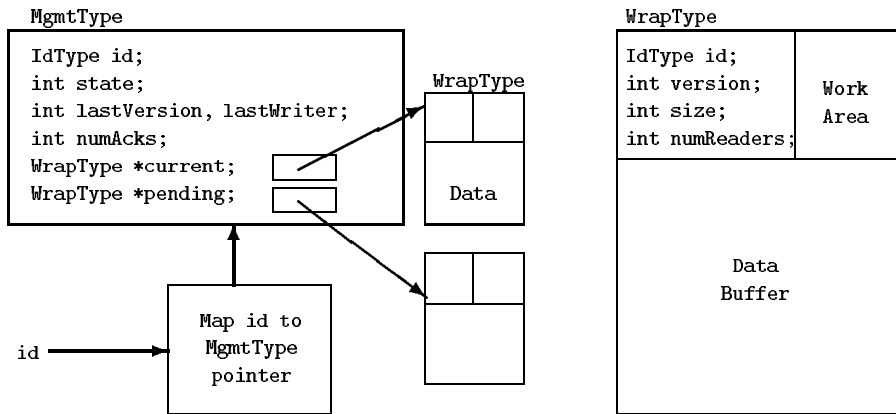 MgmtType
IdType id;
int state;
int lastVersion, lastWriter;
int numAcks;
WrapType *current;
WrapType *pending;
WrapType
Data
id
Map id to
MgmtType
pointer
WrapType
IdType id;
int version;
int size;
int numReaders;
Work
Area
Data
Buffer